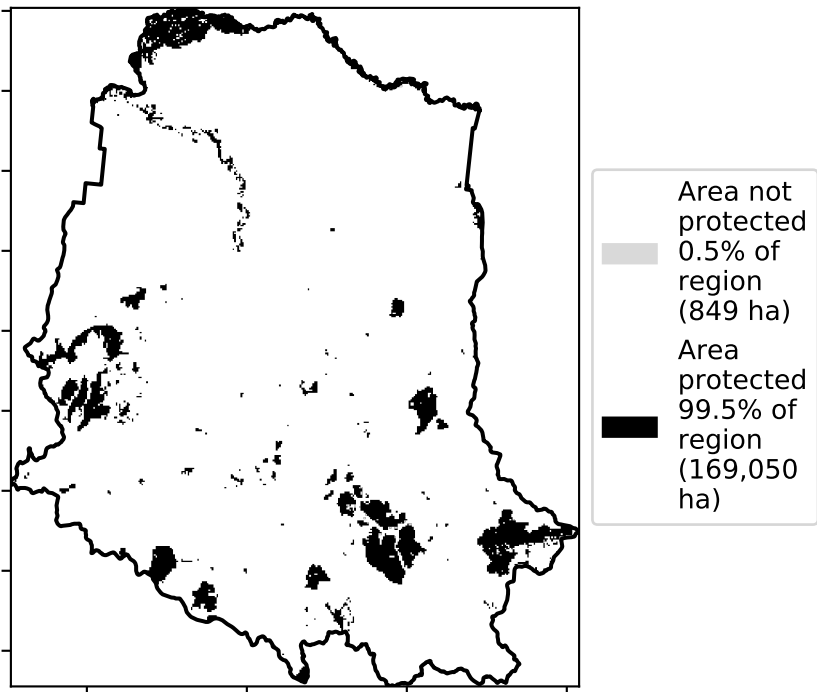 Area not
protected
0.5% of
region
(849 ha)
Area
protected
99.5% of
region
(169,050
ha)